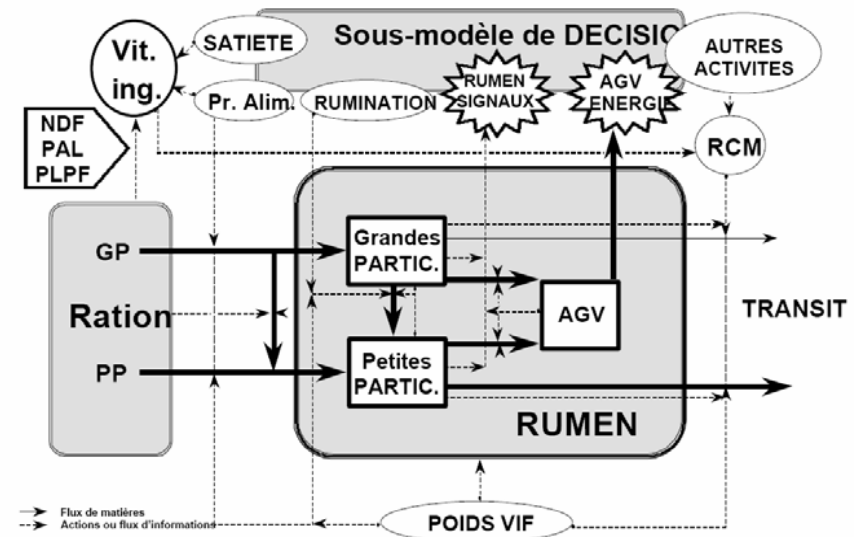 Sous-modèle de DECISIO
SATIETE
Vit.
ing.
AUTRES
ACTIVITES
Pr. Alim.
RUMINATION
RUMEN
SIGNAUX
AGV
ENERGIE
NDF
PAL
PLPF
RCM
GP
Grandes
PARTIC.
Ration
AGV
TRANSIT
PP
Petites
PARTIC.
RUMEN
Flux de matières
Actions ou flux d'informations
POIDS VIF